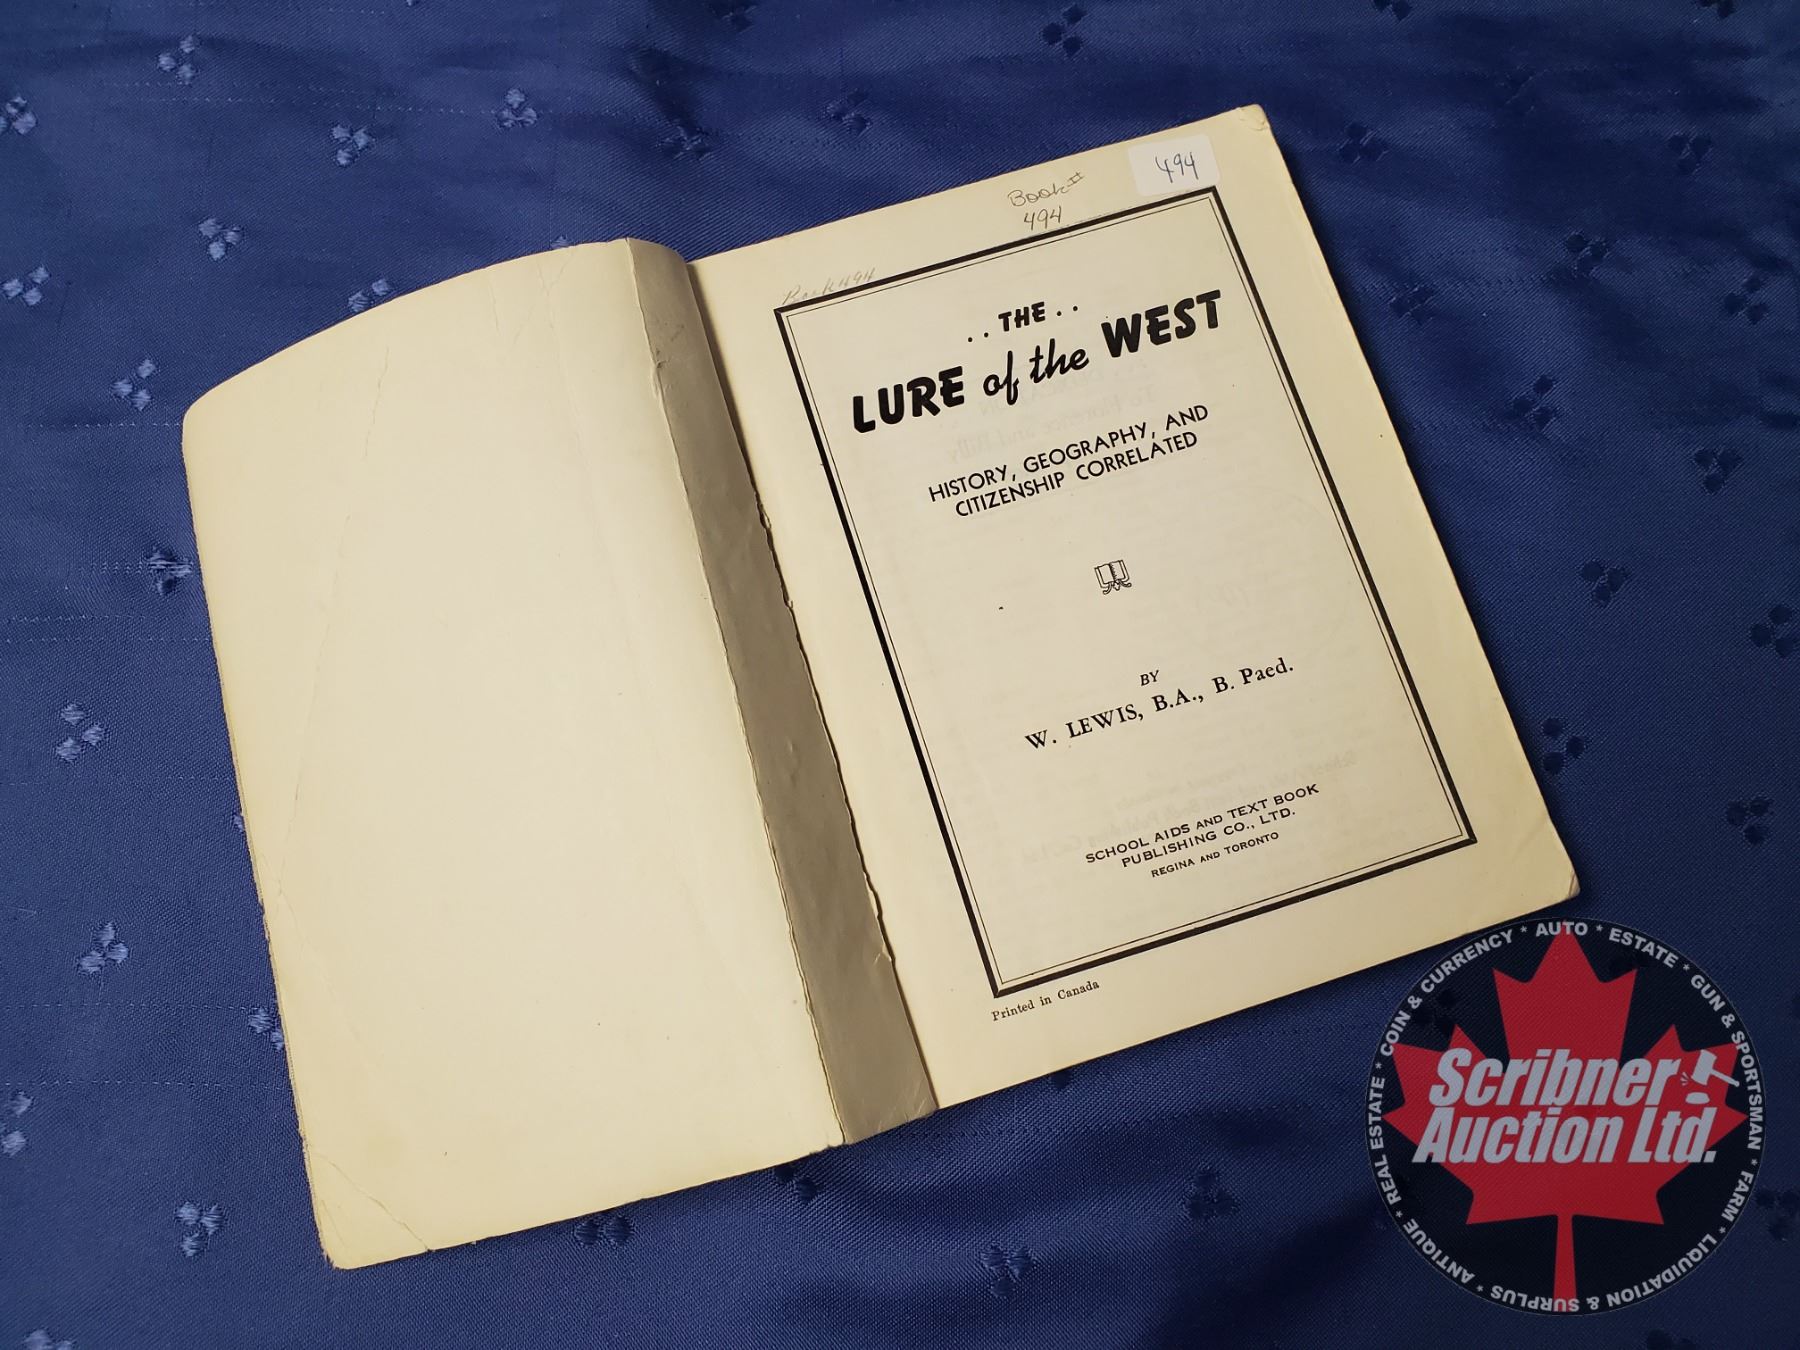 494
Book #
494
Book 494
. . THE . .
LURE of the WEST
HISTORY, GEOGRAPHY, AND
CITIZENSHIP CORRELATED
BY
W. LEWIS, B.A., B. Paed.
SCHOOL AIDS AND TEXT BOOK
PUBLISHING CO., LTD.
REGINA AND TORONTO
Printed in Canada
REAL ESTATE * COIN & CURRENCY * AUTO * ESTATE * GUN & SPORTSMAN * FARM * LIQUIDATION & SURPLUS * ANTIQUE *
Scribner
Auction Ltd.